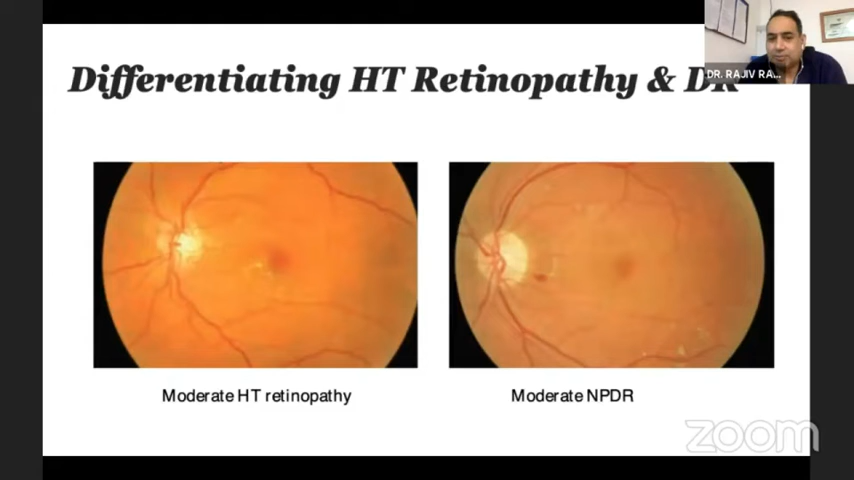 Differentiating HT Retinopathy & DR
DR. RAJIV RA...
Moderate HT retinopathy
Moderate NPDR
zoom